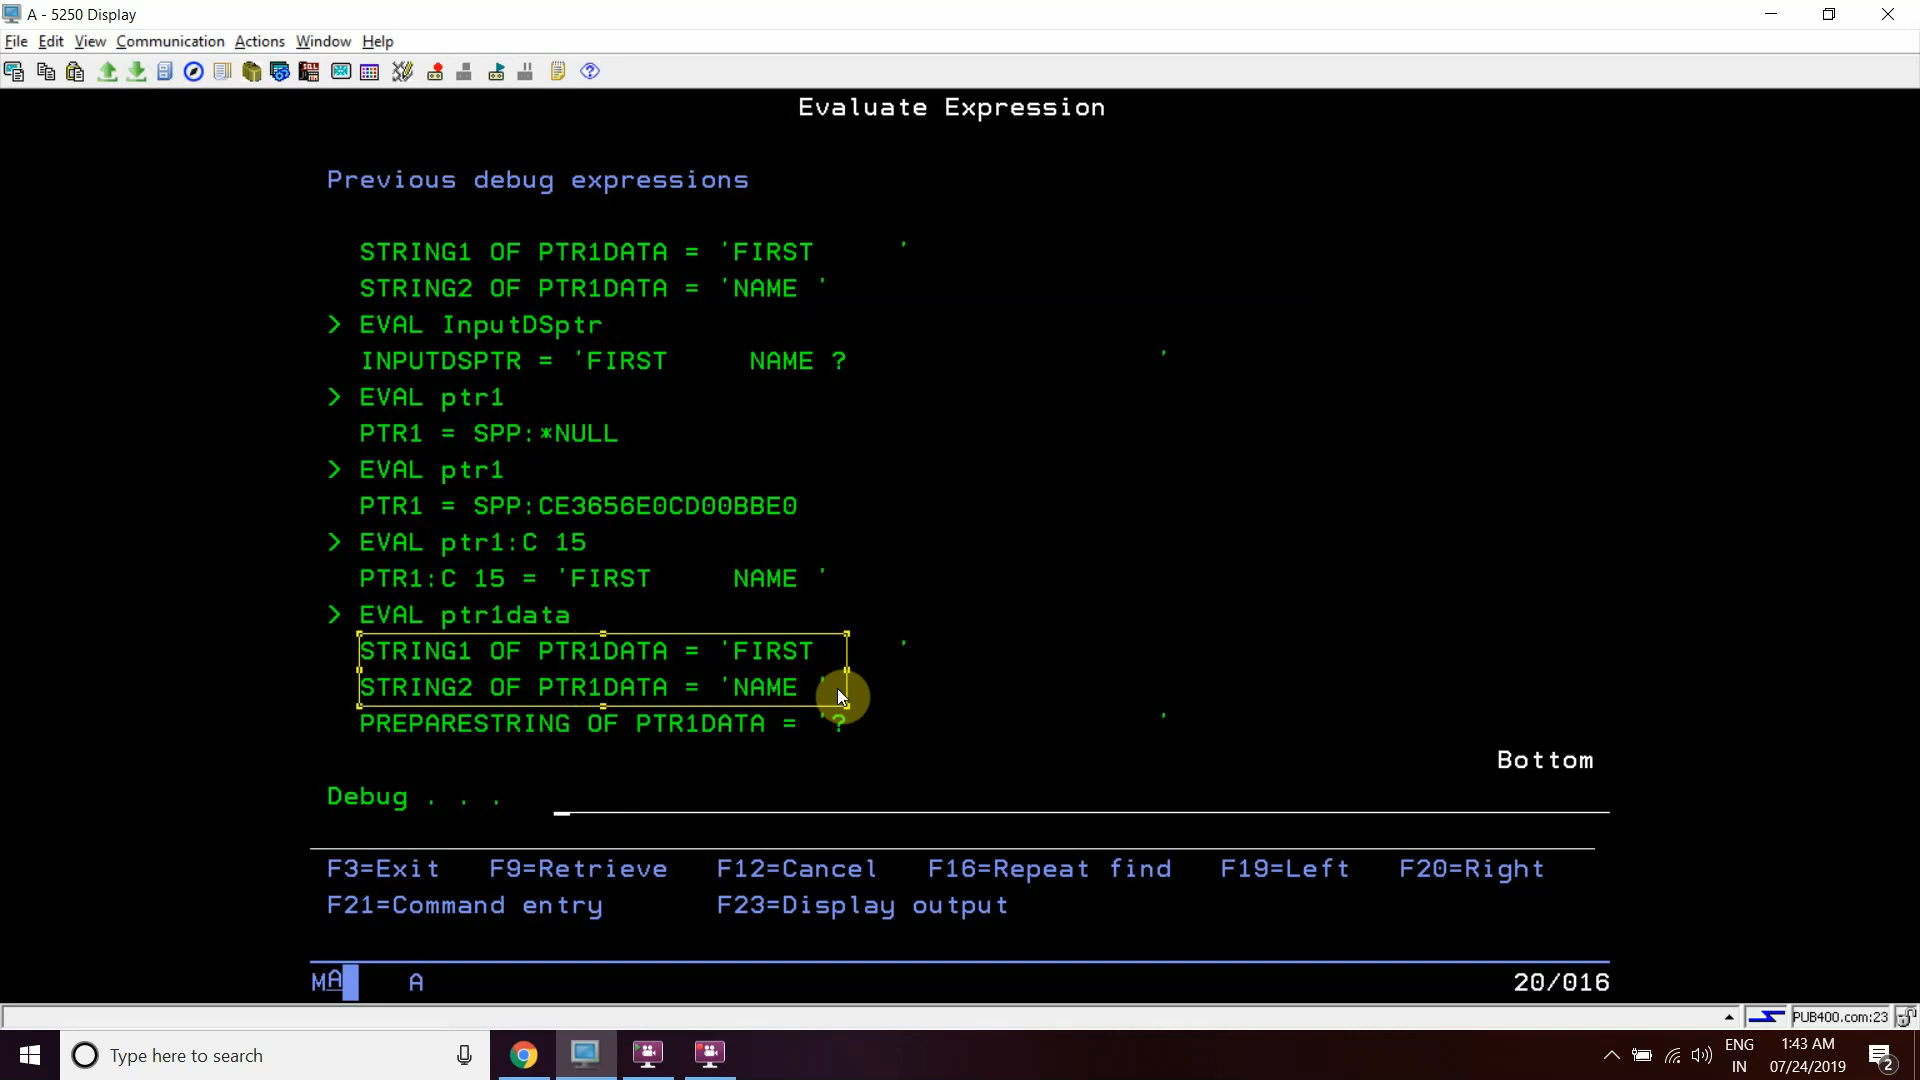 A - 5250 Display
File Edit View Communication Actions Window Help
Evaluate Expression
Previous debug expressions
STRING1 OF PTR1DATA = 'FIRST     '
STRING2 OF PTR1DATA = 'NAME '
> EVAL InputDSptr
INPUTDSPTR = 'FIRST     NAME ?                   '
> EVAL ptr1
PTR1 = SPP:*NULL
> EVAL ptr1
PTR1 = SPP:CE3656E0CD00BBE0
> EVAL ptr1:C 15
PTR1:C 15 = 'FIRST     NAME '
> EVAL ptr1data
STRING1 OF PTR1DATA = 'FIRST     '
STRING2 OF PTR1DATA = 'NAME '
PREPARESTRING OF PTR1DATA = '?                   '
Bottom
Debug . . .
F3=Exit F9=Retrieve F12=Cancel F16=Repeat find F19=Left F20=Right
F21=Command entry F23=Display output
MA A 20/016
PUB400.com:23
Type here to search
ENG
IN
1:43 AM
07/24/2019
2